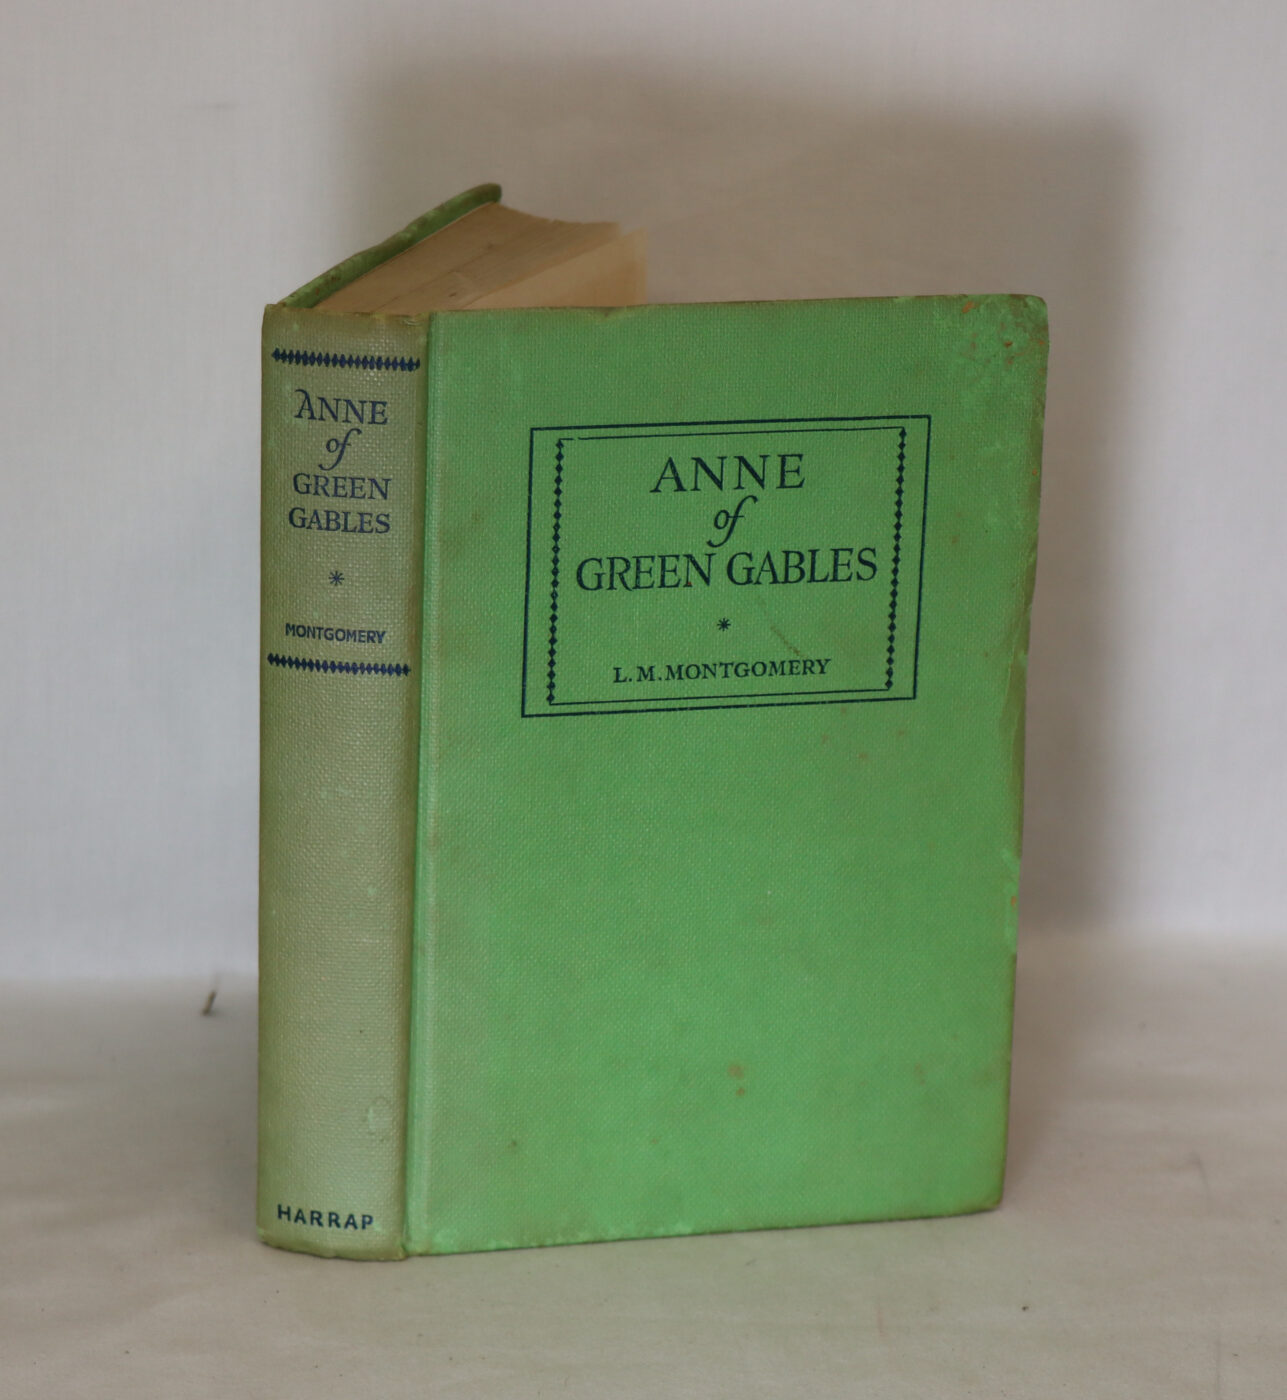 ANNE
of
GREEN
GABLES
*
MONTGOMERY
HARRAP
ANNE
of
GREEN GABLES
*
L. M. MONTGOMERY